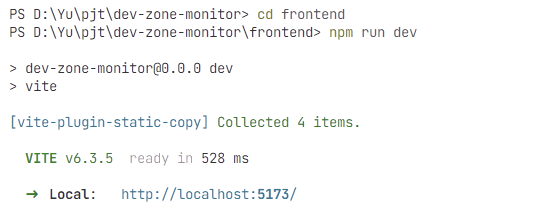 PS D:\Yu\pjt\dev-zone-monitor> cd frontend
PS D:\Yu\pjt\dev-zone-monitor\frontend> npm run dev
> dev-zone-monitor@0.0.0 dev
> vite
[vite-plugin-static-copy] Collected 4 items.
VITE v6.3.5 ready in 528 ms
➜ Local: http://localhost:5173/